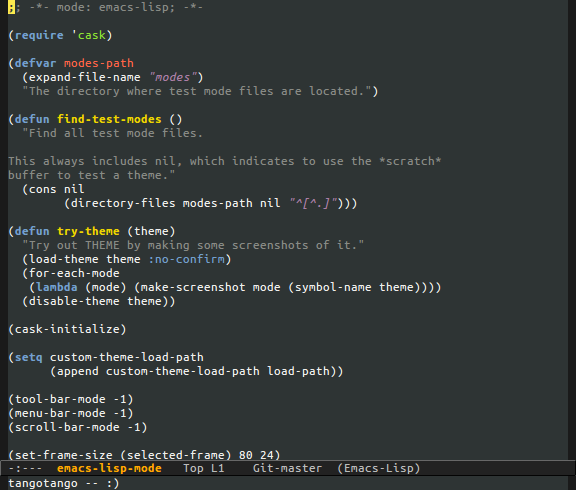 ;; -*- mode: emacs-lisp; -*-

(require 'cask)

(defvar modes-path
  (expand-file-name "modes")
  "The directory where test mode files are located.")

(defun find-test-modes ()
  "Find all test mode files.

This always includes nil, which indicates to use the *scratch*
buffer to test a theme."
  (cons nil
        (directory-files modes-path nil "^[^.]")))

(defun try-theme (theme)
  "Try out THEME by making some screenshots of it."
  (load-theme theme :no-confirm)
  (for-each-mode
   (lambda (mode) (make-screenshot mode (symbol-name theme))))
  (disable-theme theme))

(cask-initialize)

(setq custom-theme-load-path
      (append custom-theme-load-path load-path))

(tool-bar-mode -1)
(menu-bar-mode -1)
(scroll-bar-mode -1)

(set-frame-size (selected-frame) 80 24)
-:---  emacs-lisp-mode   Top L1    Git-master  (Emacs-Lisp)
tangotango -- :)